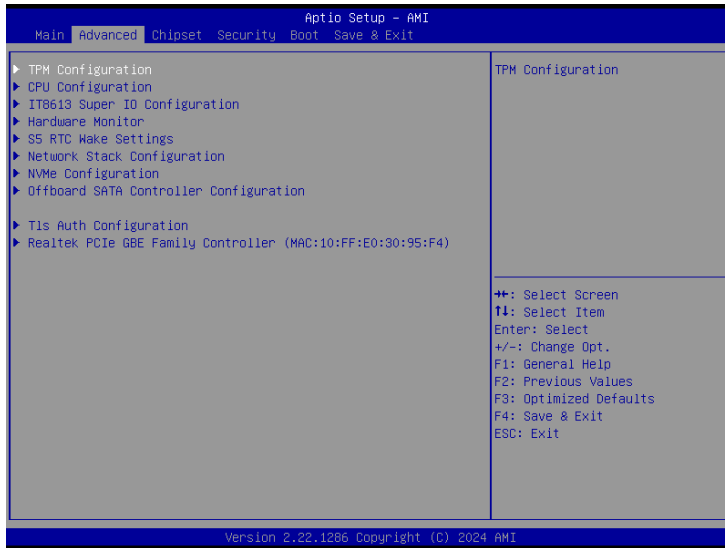 Aptio Setup – AMI
Main Advanced Chipset Security Boot Save & Exit
TPM Configuration
CPU Configuration
IT8613 Super IO Configuration
Hardware Monitor
S5 RTC Wake Settings
Network Stack Configuration
NVMe Configuration
Offboard SATA Controller Configuration
Tls Auth Configuration
Realtek PCIe GBE Family Controller (MAC:10:FF:E0:30:95:F4)
TPM Configuration
→←: Select Screen
↑↓: Select Item
Enter: Select
+/-: Change Opt.
F1: General Help
F2: Previous Values
F3: Optimized Defaults
F4: Save & Exit
ESC: Exit
Version 2.22.1286 Copyright (C) 2024 AMI